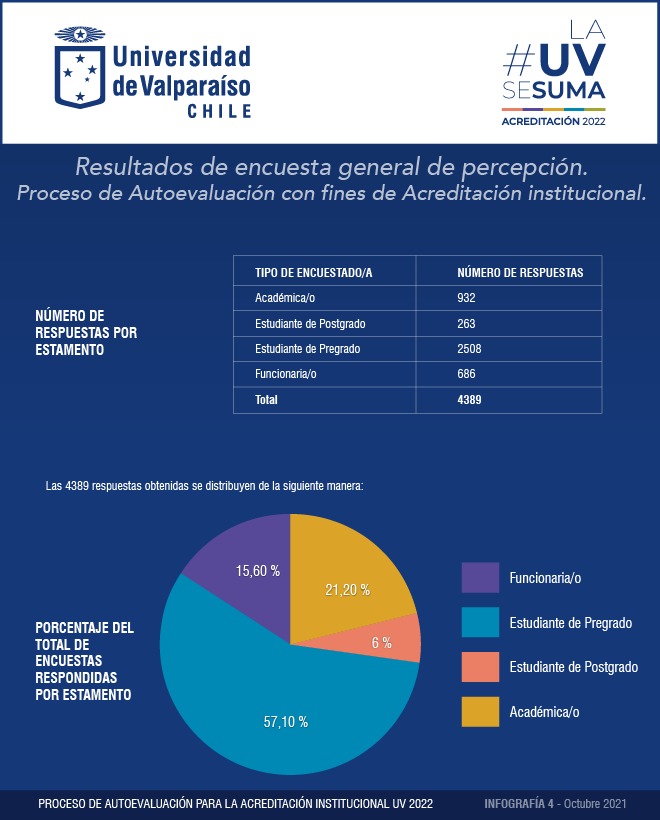 Universidad
de Valparaíso
CHILE
LA
#UV
SESUMA
ACREDITACIÓN 2022
Resultados de encuesta general de percepción.
Proceso de Autoevaluación con fines de Acreditación institucional.
NÚMERO DE
RESPUESTAS POR
ESTAMENTO
TIPO DE ENCUESTADO/A NÚMERO DE RESPUESTAS
Académica/o 932
Estudiante de Postgrado 263
Estudiante de Pregrado 2508
Funcionaria/o 686
Total 4389
Las 4389 respuestas obtenidas se distribuyen de la siguiente manera:
PORCENTAJE DEL
TOTAL DE
ENCUESTAS
RESPONDIDAS
POR ESTAMENTO
15,60 %
21,20 %
6 %
57,10 %
Funcionaria/o
Estudiante de Pregrado
Estudiante de Postgrado
Académica/o
PROCESO DE AUTOEVALUACIÓN PARA LA ACREDITACIÓN INSTITUCIONAL UV 2022
INFOGRAFÍA 4 - Octubre 2021